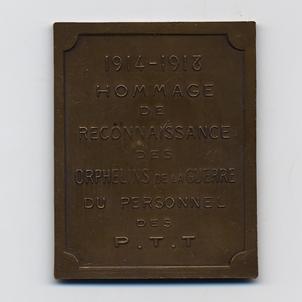 1914-1918
HOMMAGE
DE
RECONNAISSANCE
DES
ORPHELINS DE LA GUERRE
DU PERSONNEL
DES
P.T.T